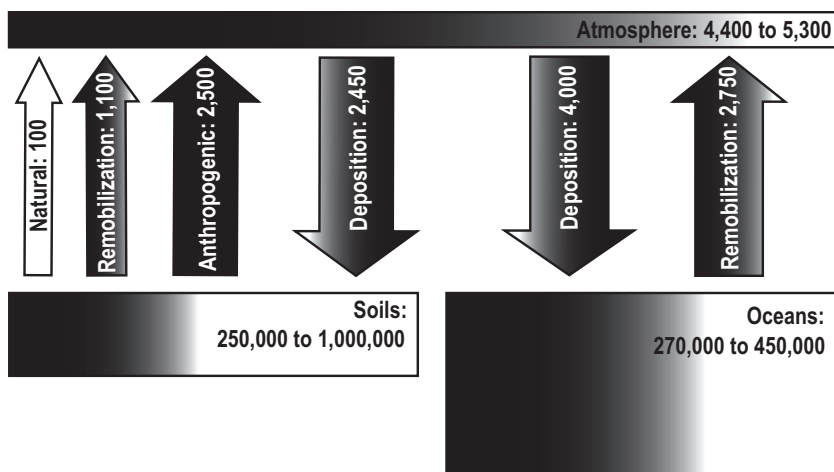 Atmosphere: 4,400 to 5,300
Natural: 100
Remobilization: 1,100
Anthropogenic: 2,500
Deposition: 2,450
Deposition: 4,000
Remobilization: 2,750
Soils:
250,000 to 1,000,000
Oceans:
270,000 to 450,000